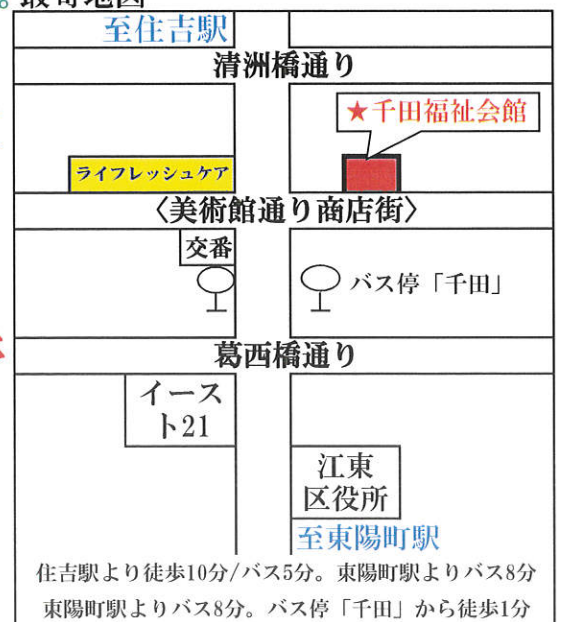 至住吉駅
清洲橋通り
★千田福祉会館
ライフレッシュケア
〈美術館通り商店街〉
交番
バス停「千田」
葛西橋通り
イース
ト21
江東
区役所
至東陽町駅
住吉駅より徒歩10分/バス5分。東陽町駅よりバス8分
東陽町駅よりバス8分。バス停「千田」から徒歩1分